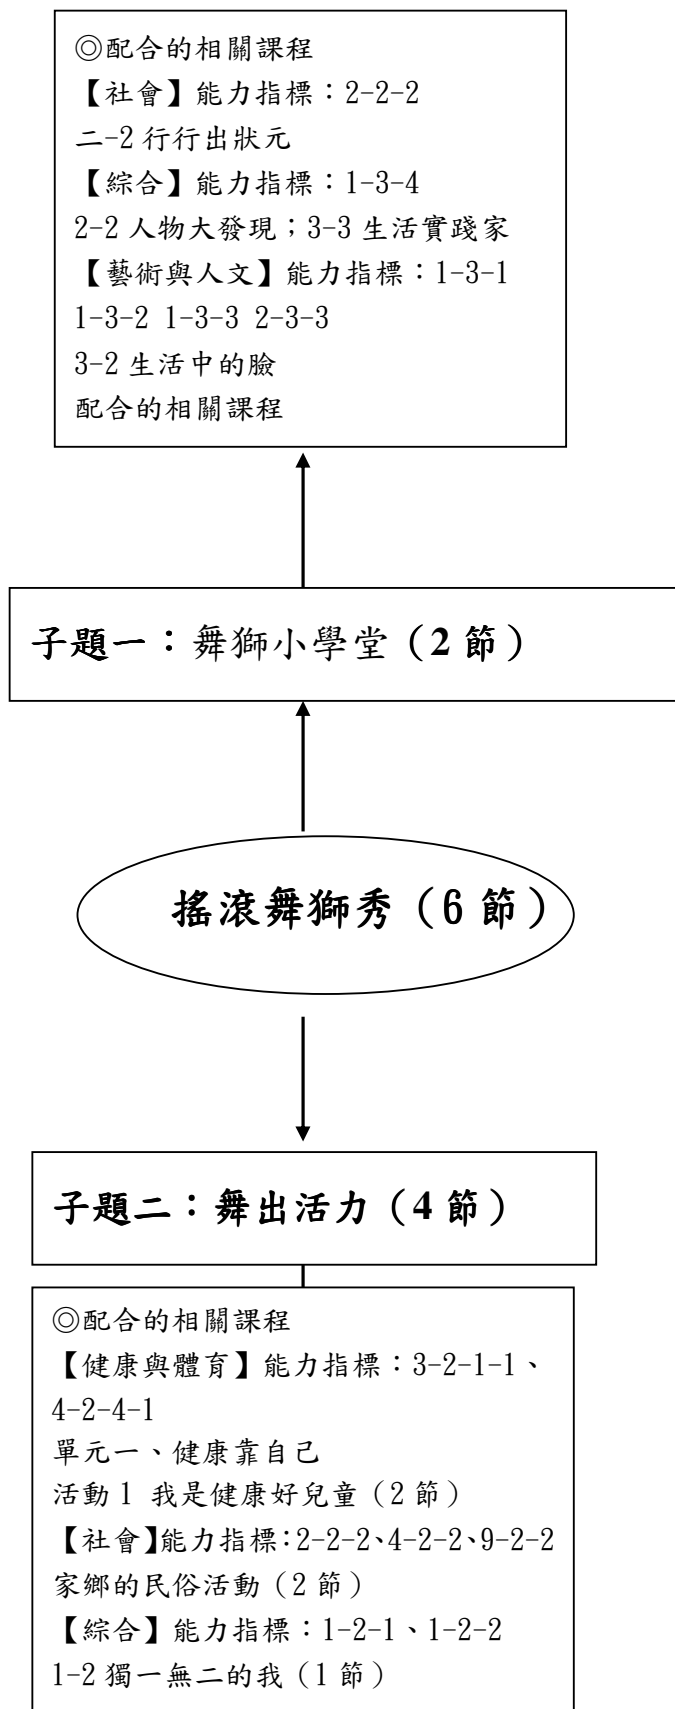 ◎配合的相關課程
【社會】能力指標：2-2-2
二-2 行行出狀元
【綜合】能力指標：1-3-4
2-2 人物大發現；3-3 生活實踐家
【藝術與人文】能力指標：1-3-1
1-3-2 1-3-3 2-3-3
3-2 生活中的臉
配合的相關課程
子題一：舞獅小學堂（2 節）
搖滾舞獅秀（6 節）
子題二：舞出活力（4 節）
◎配合的相關課程
【健康與體育】能力指標：3-2-1-1、
4-2-4-1
單元一、健康靠自己
活動 1 我是健康好兒童（2 節）
【社會】能力指標：2-2-2、4-2-2、9-2-2
家鄉的民俗活動（2 節）
【綜合】能力指標：1-2-1、1-2-2
1-2 獨一無二的我（1 節）